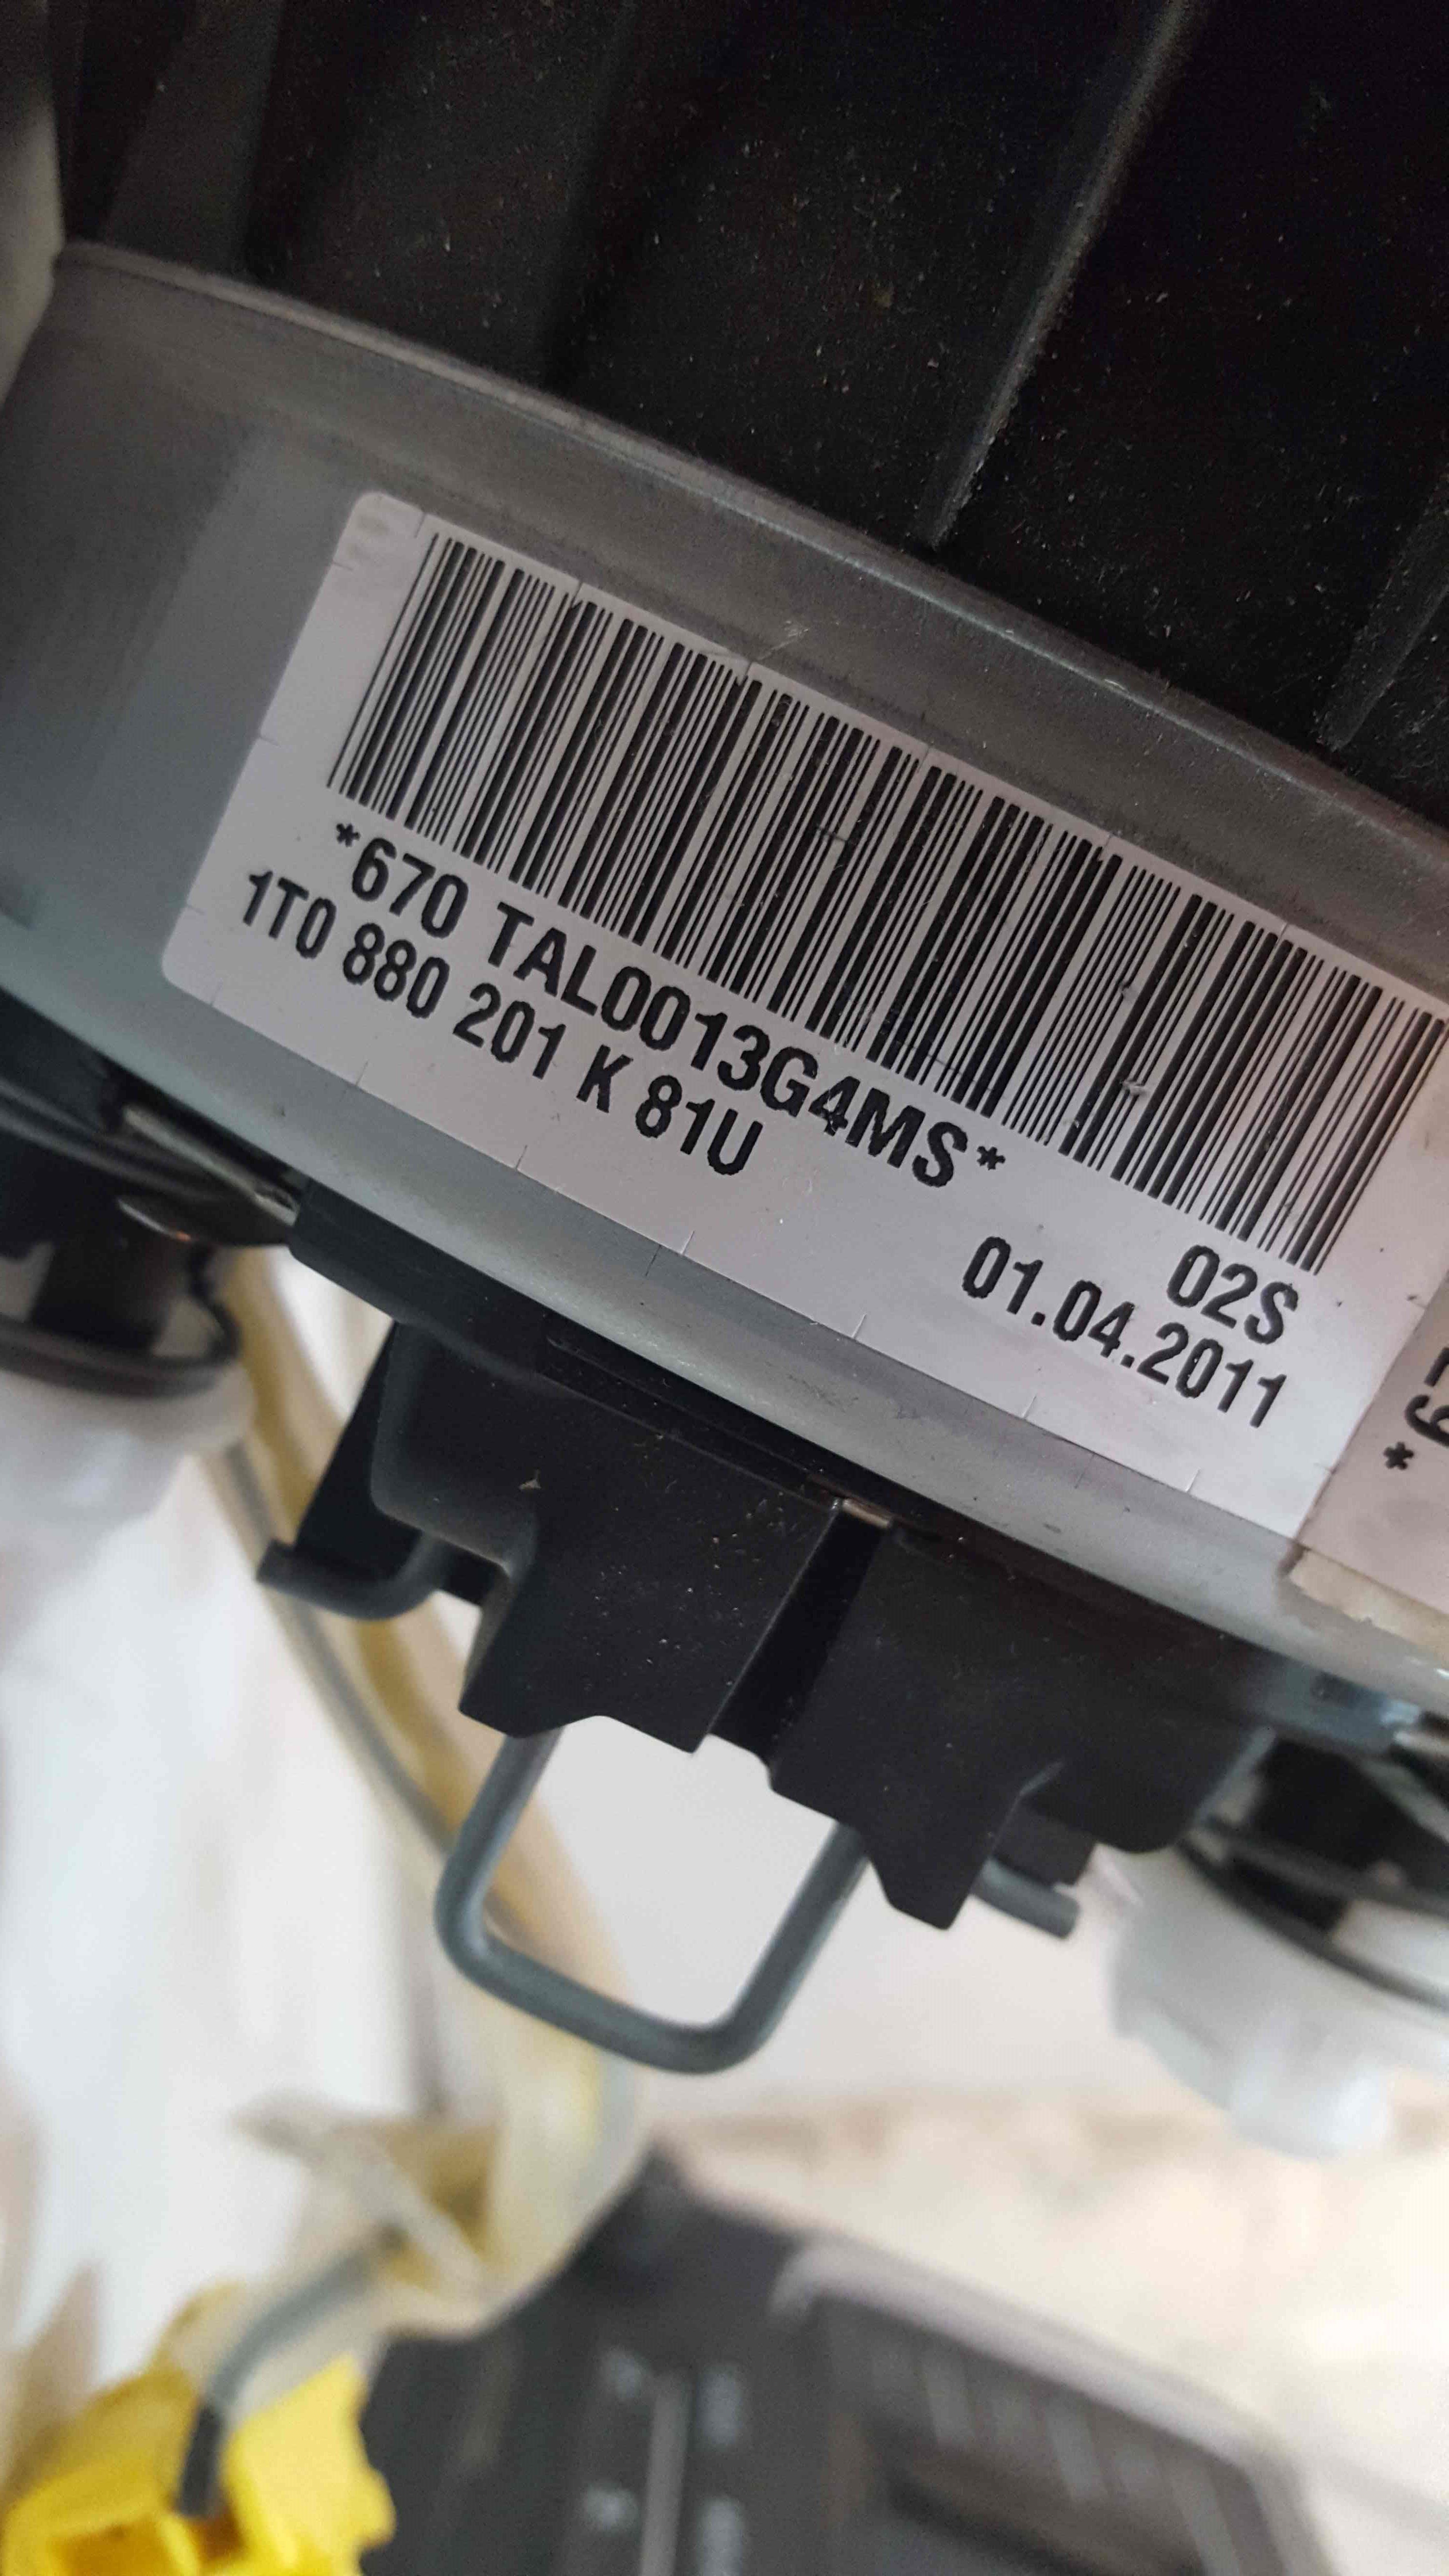 *670 TAL0013G4MS*
1T0 880 201 K 81U
02S
01.04.2011